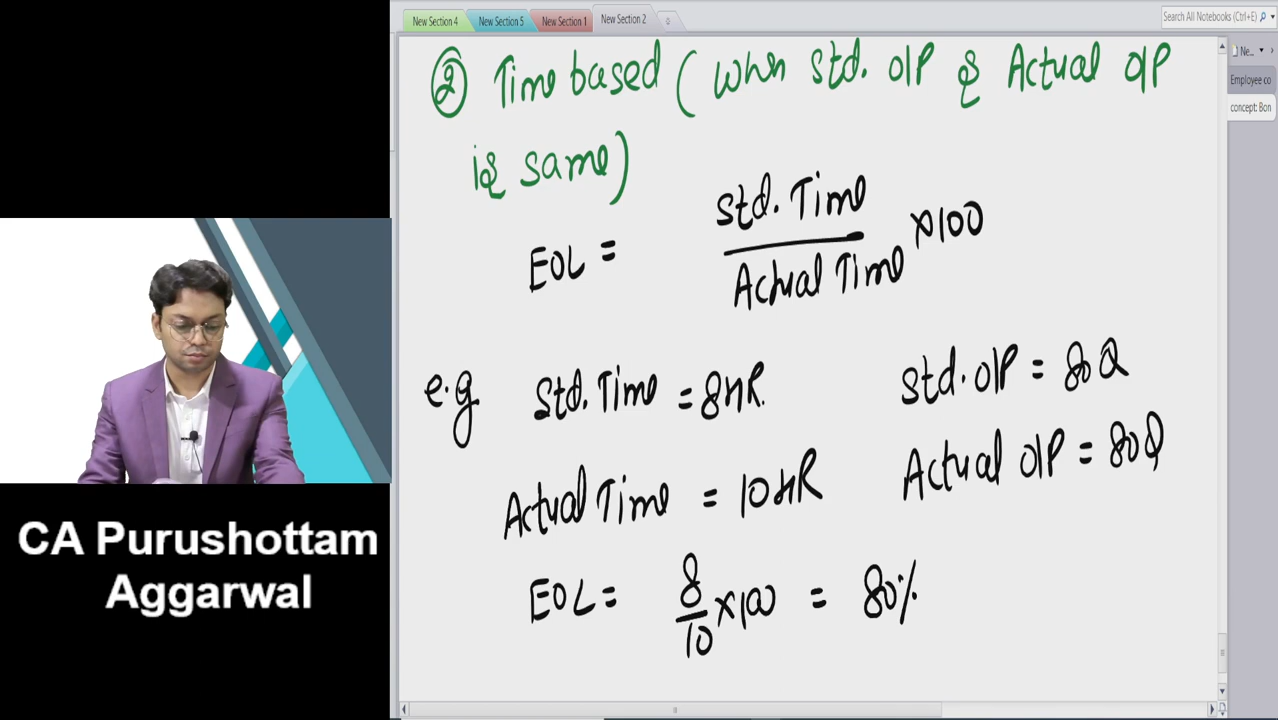 New Section 4
New Section 5
New Section 1
New Section 2
Search All Notebooks (Ctrl+E)
Ne...
Employee co
concept: Bon
② Time based (when std. O/P & Actual O/P
is same)
EOL = Std. Time / Actual Time ×100
e.g Std. Time = 8HR. Std. O/P = 80Q
Actual Time = 10HR Actual O/P = 80Q
EOL = 8/10 ×100 = 80%
CA Purushottam
Aggarwal